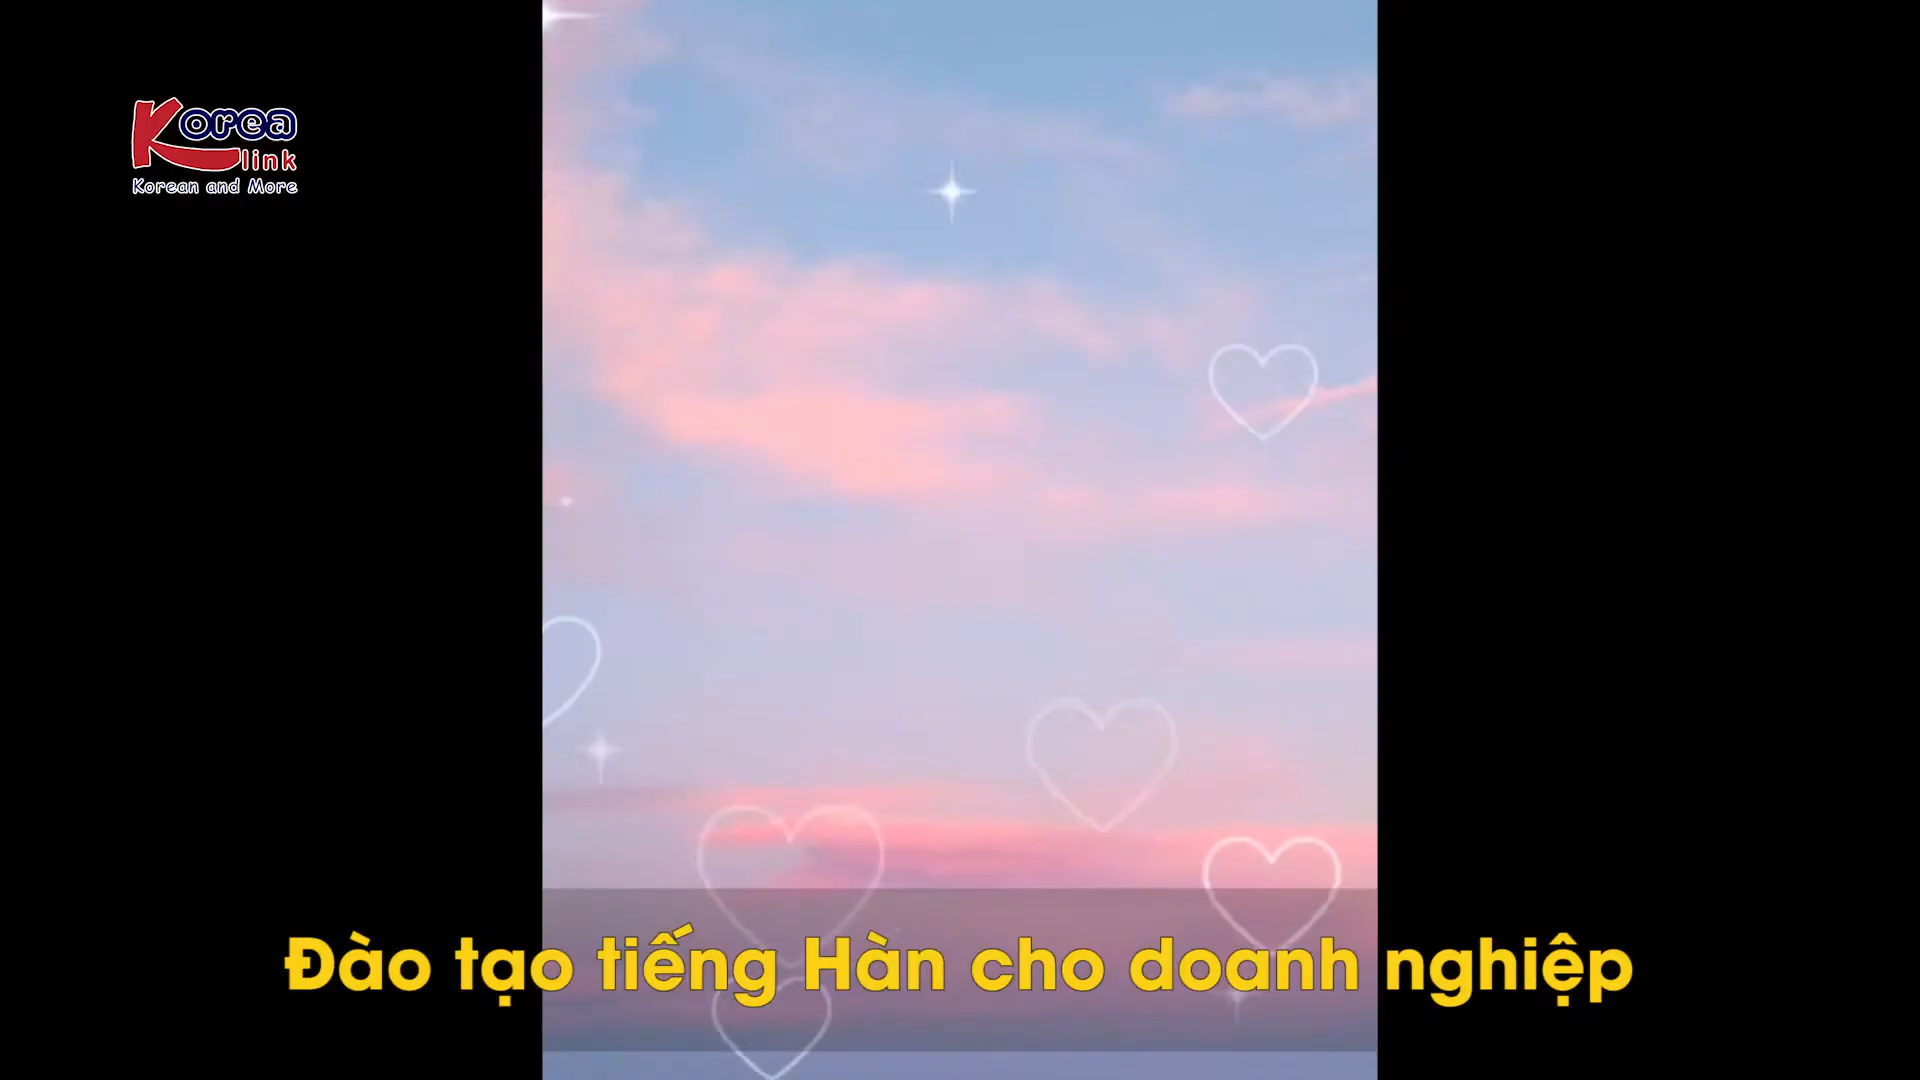 Korea
link
Korean and More
Đào tạo tiếng Hàn cho doanh nghiệp